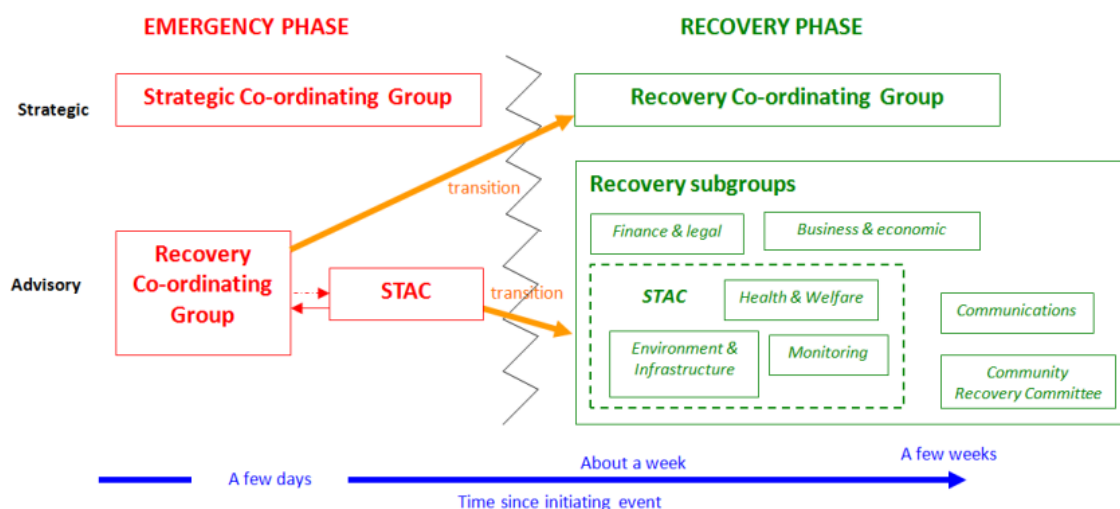 EMERGENCY PHASE
RECOVERY PHASE
Strategic
Strategic Co-ordinating Group
Recovery Co-ordinating Group
transition
Recovery subgroups
Finance & legal
Business & economic
Advisory
Recovery
Co-ordinating
Group
STAC
transition
STAC
Health & Welfare
Communications
Environment &
Infrastructure
Monitoring
Community
Recovery Committee
A few days
About a week
A few weeks
Time since initiating event